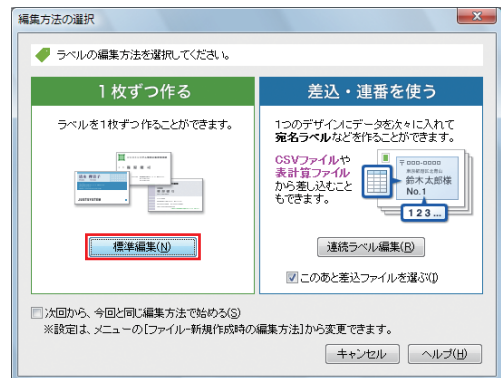 編集方法の選択
ラベルの編集方法を選択してください。
1枚ずつ作る
ラベルを1枚ずつ作ることができます。
JUSTSYSTEM
標準編集(N)
差込・連番を使う
1つのデザインにデータを次々に入れて
宛名ラベルなどを作ることができます。
CSVファイルや
表計算ファイル
から差し込むこと
もできます。
〒000-0000
鈴木太郎様
No.1
123...
連続ラベル編集(R)
このあと差込ファイルを選ぶ(I)
次回から、今回と同じ編集方法で始める(S)
※設定は、メニューの[ファイル-新規作成時の編集方法]から変更できます。
キャンセル
ヘルプ(H)